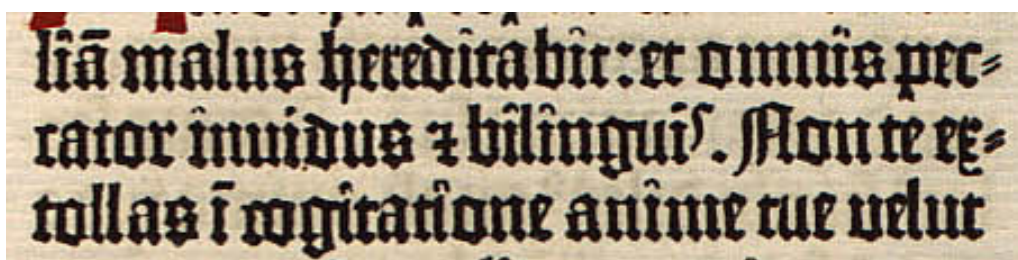 liā malus hereditabit: et omnis pec⸗
cator inuidus ⁊ bilinguis. Non te ex⸗
tollas ī cogitatione anime tue velut